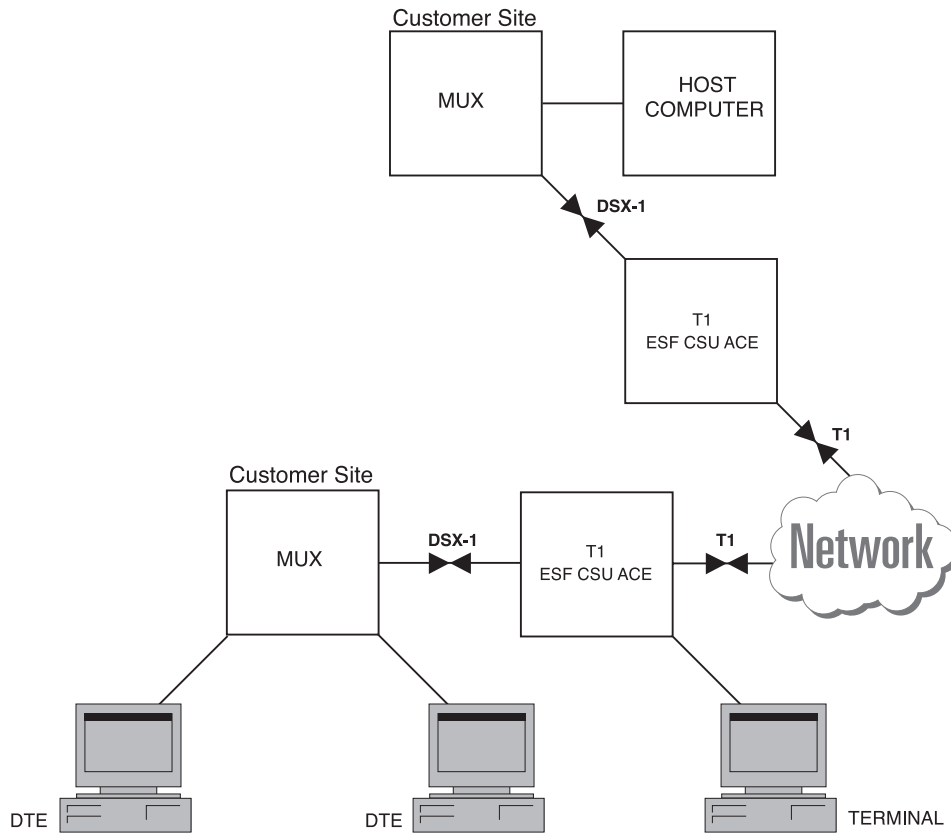 Customer Site
MUX
HOST
COMPUTER
DSX-1
T1
ESF CSU ACE
T1
Customer Site
MUX
DSX-1
T1
ESF CSU ACE
T1
Network
DTE
DTE
TERMINAL